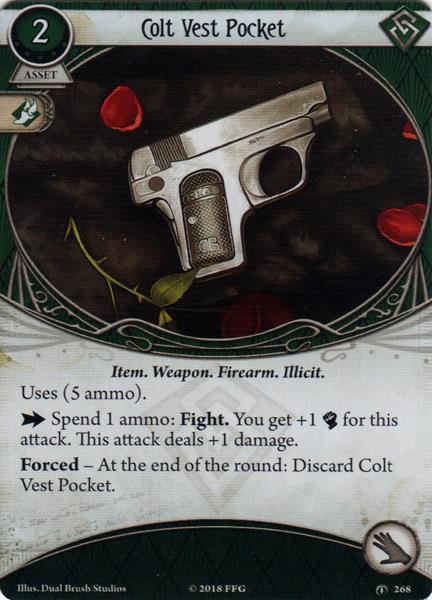 2
Colt Vest Pocket
ASSET
Item. Weapon. Firearm. Illicit.
Uses (5 ammo).
Spend 1 ammo: Fight. You get +1 for this
attack. This attack deals +1 damage.
Forced – At the end of the round: Discard Colt
Vest Pocket.
Illus. Dual Brush Studios
© 2018 FFG
268